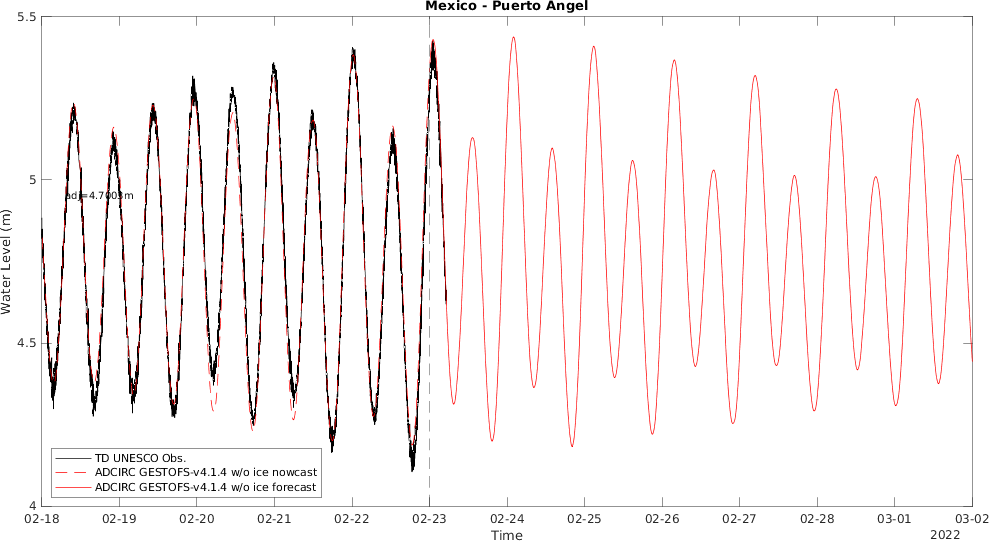 Mexico - Puerto Angel
5.5
5
4.5
4
Water Level (m)
adj=4.7003m
TD UNESCO Obs.
ADCIRC GESTOFS-v4.1.4 w/o ice nowcast
ADCIRC GESTOFS-v4.1.4 w/o ice forecast
02-18 02-19 02-20 02-21 02-22 02-23 02-24 02-25 02-26 02-27 02-28 03-01 03-02
Time
2022